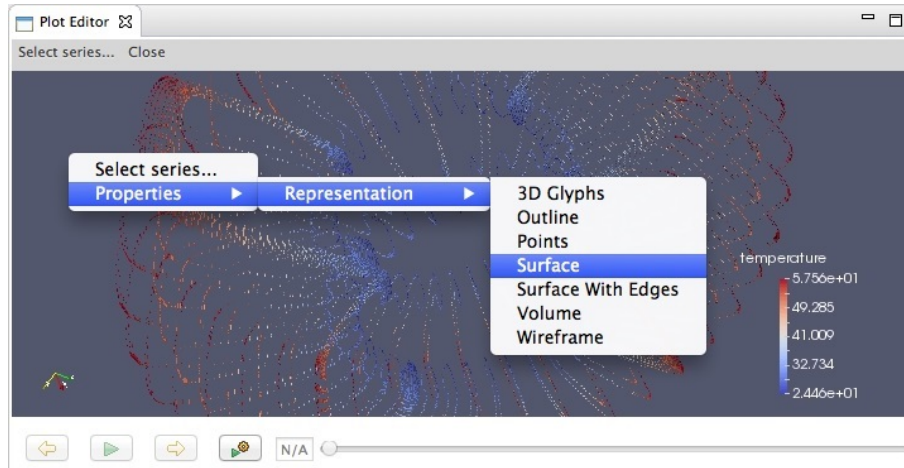 Plot Editor
Select series... Close
Select series...
Properties
Representation
3D Glyphs
Outline
Points
Surface
Surface With Edges
Volume
Wireframe
temperature
5.756e+01
49.285
41.009
32.734
2.446e+01
N/A